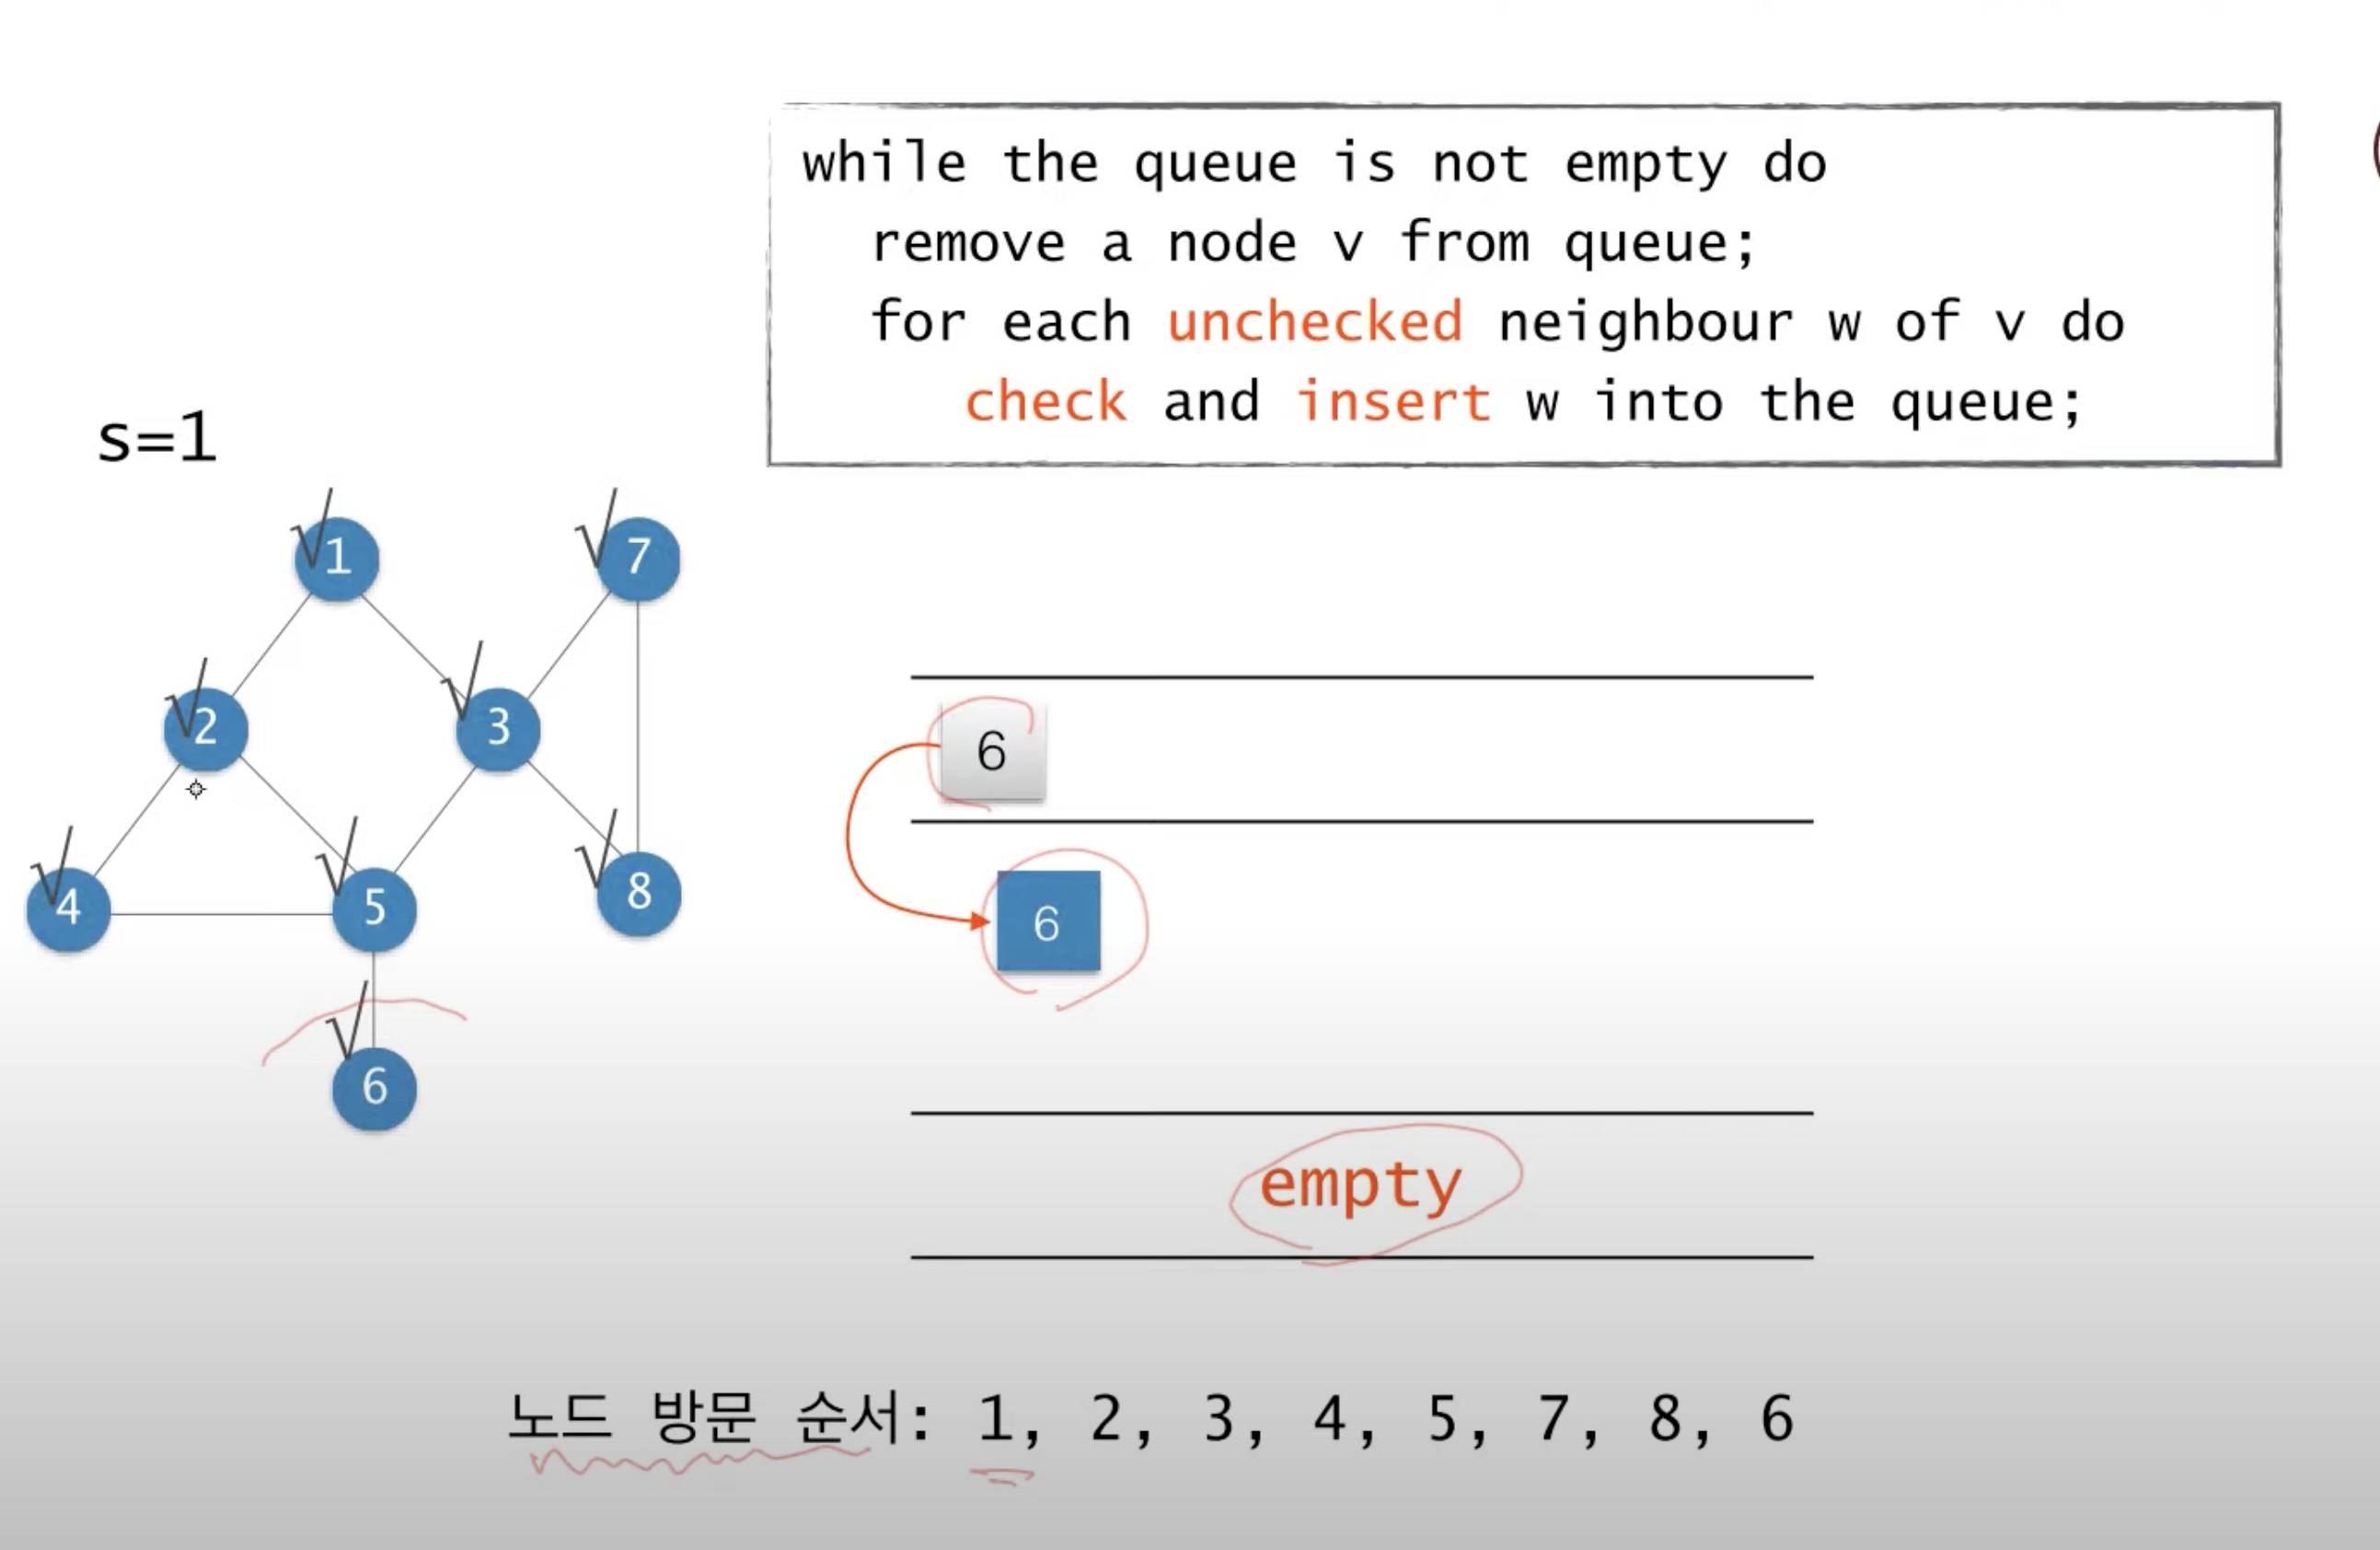 while the queue is not empty do
remove a node v from queue;
for each unchecked neighbour w of v do
check and insert w into the queue;
s=1
√1
√7
√2
√3
√4
√5
√8
√6
6
6
empty
노드 방문 순서: 1, 2, 3, 4, 5, 7, 8, 6